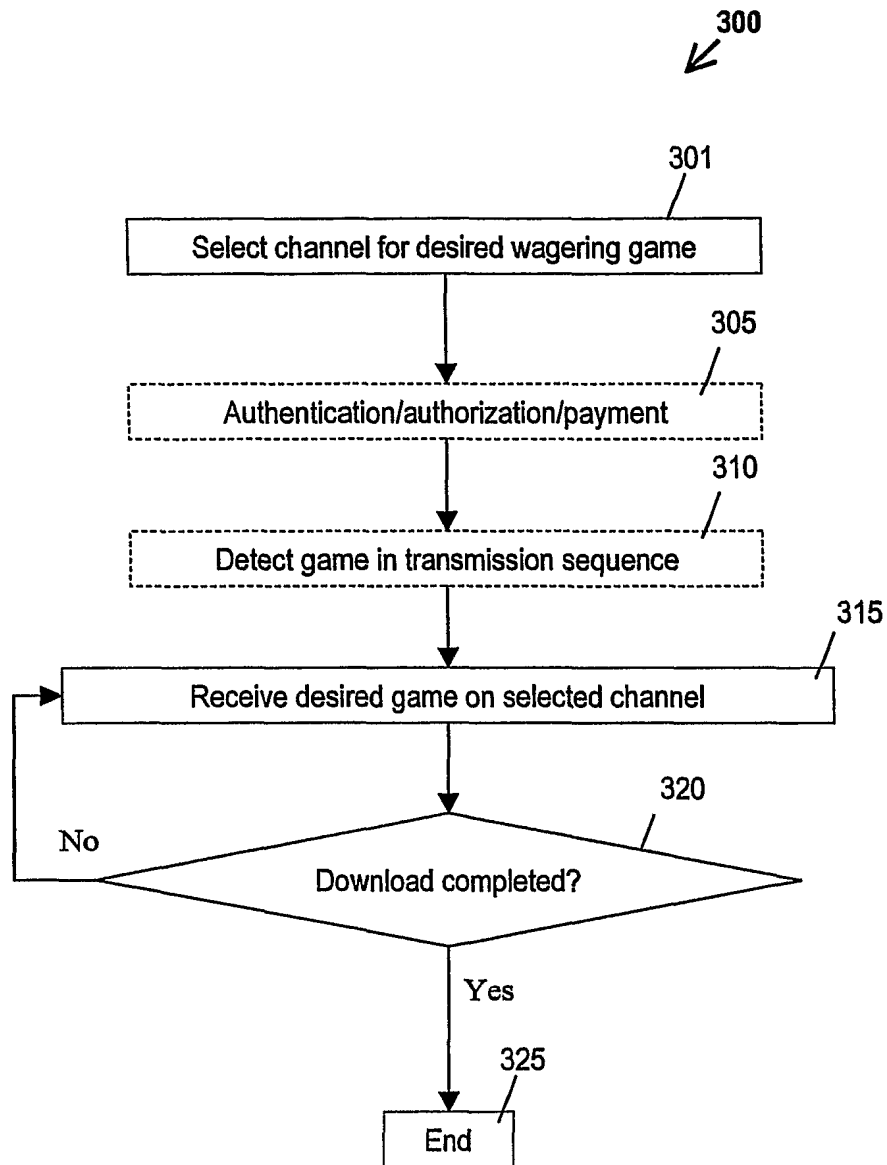 300
301
Select channel for desired wagering game
305
Authentication/authorization/payment
310
Detect game in transmission sequence
315
Receive desired game on selected channel
320
No
Download completed?
Yes
325
End